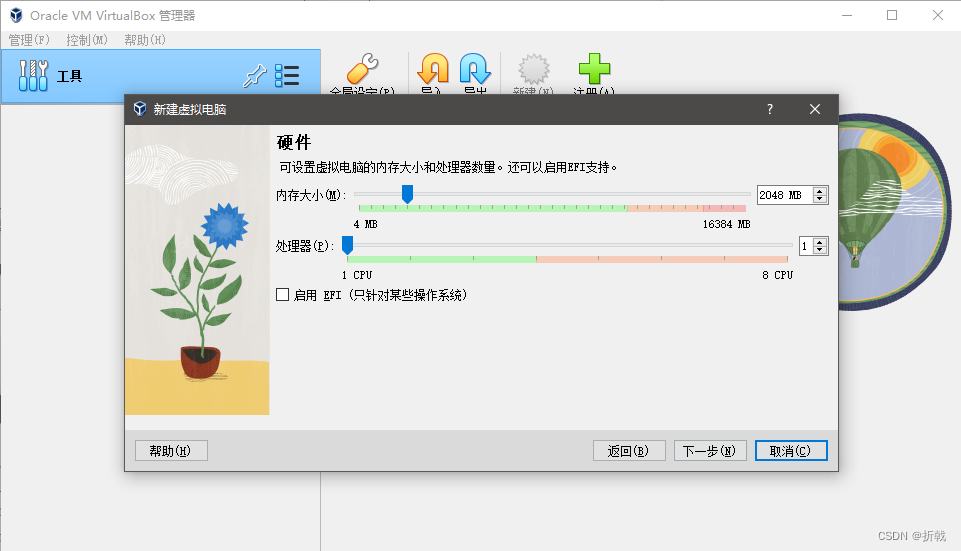 Oracle VM VirtualBox 管理器
管理(F) 控制(M) 帮助(H)
工具
全局设定(P) 导入 导出 新建(N) 注册(A)
新建虚拟电脑
?
硬件
可设置虚拟电脑的内存大小和处理器数量。还可以启用EFI支持。
内存大小(M): 2048 MB
4 MB 16384 MB
处理器(P): 1
1 CPU 8 CPU
启用 EFI (只针对某些操作系统)
帮助(H) 返回(B) 下一步(N) 取消(C)
CSDN @折戟